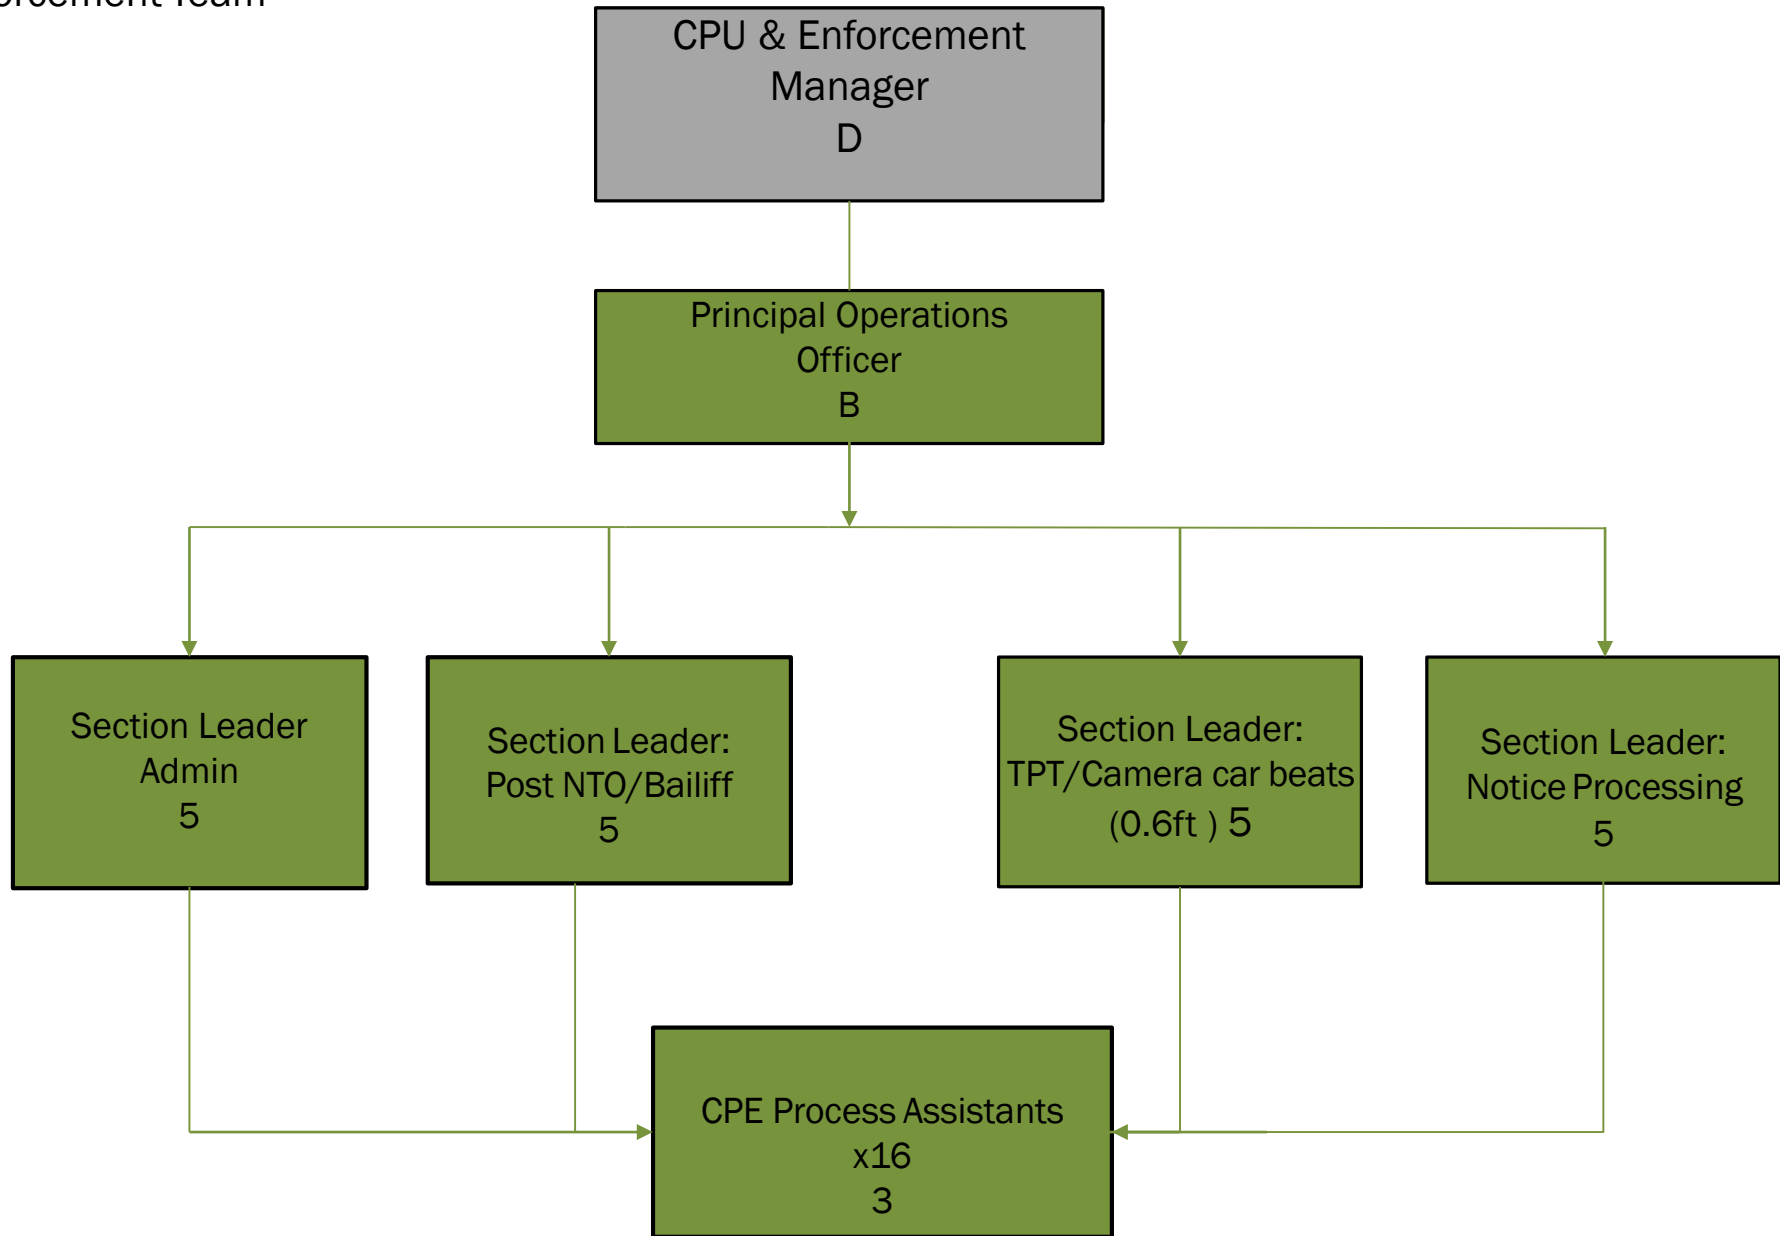 Team
CPU & Enforcement
Manager
D
Principal Operations
Officer
B
Section Leader
Admin
5
Section Leader:
Post NTO/Bailiff
5
Section Leader:
TPT/Camera car beats
(0.6ft ) 5
Section Leader:
Notice Processing
5
CPE Process Assistants
x16
3